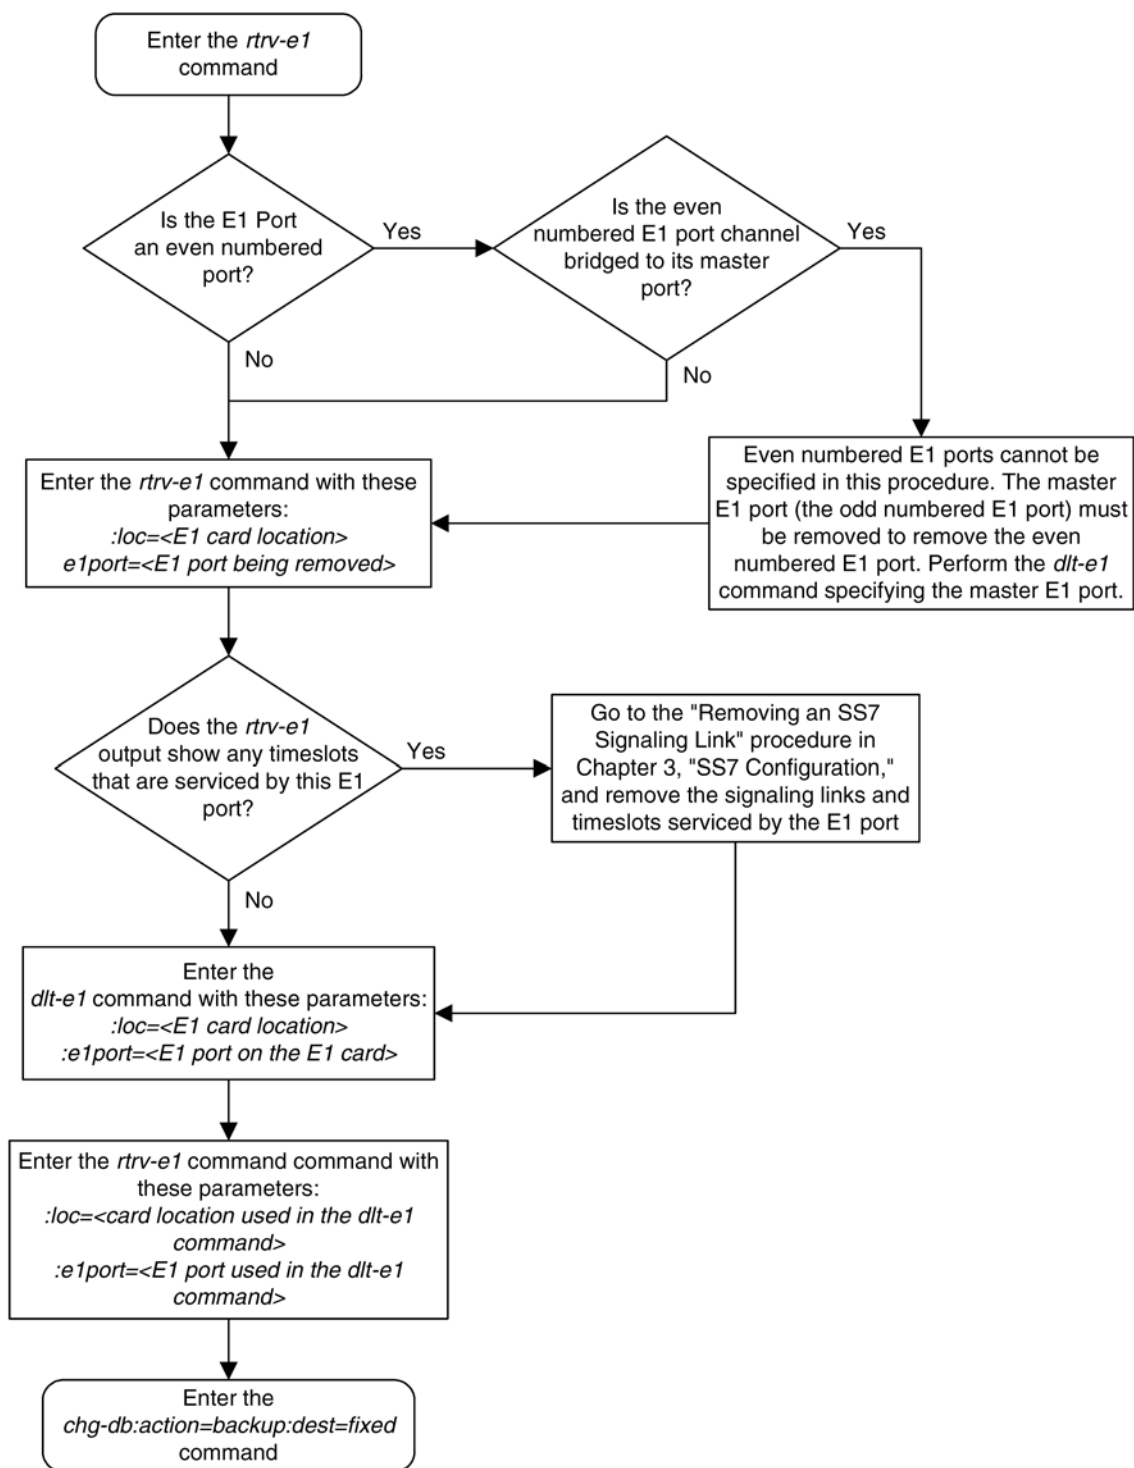 Enter the rtrv-e1
command
Is the E1 Port
an even numbered
port?
Yes
Is the even
numbered E1 port channel
bridged to its master
port?
Yes
No
No
Enter the rtrv-e1 command with these
parameters:
:loc=<E1 card location>
e1port=<E1 port being removed>
Even numbered E1 ports cannot be
specified in this procedure. The master
E1 port (the odd numbered E1 port) must
be removed to remove the even
numbered E1 port. Perform the dlt-e1
command specifying the master E1 port.
Does the rtrv-e1
output show any timeslots
that are serviced by this E1
port?
Yes
Go to the "Removing an SS7
Signaling Link" procedure in
Chapter 3, "SS7 Configuration,"
and remove the signaling links and
timeslots serviced by the E1 port
No
Enter the
dlt-e1 command with these parameters:
:loc=<E1 card location>
:e1port=<E1 port on the E1 card>
Enter the rtrv-e1 command command with
these parameters:
:loc=<card location used in the dlt-e1
command>
:e1port=<E1 port used in the dlt-e1
command>
Enter the
chg-db:action=backup:dest=fixed
command